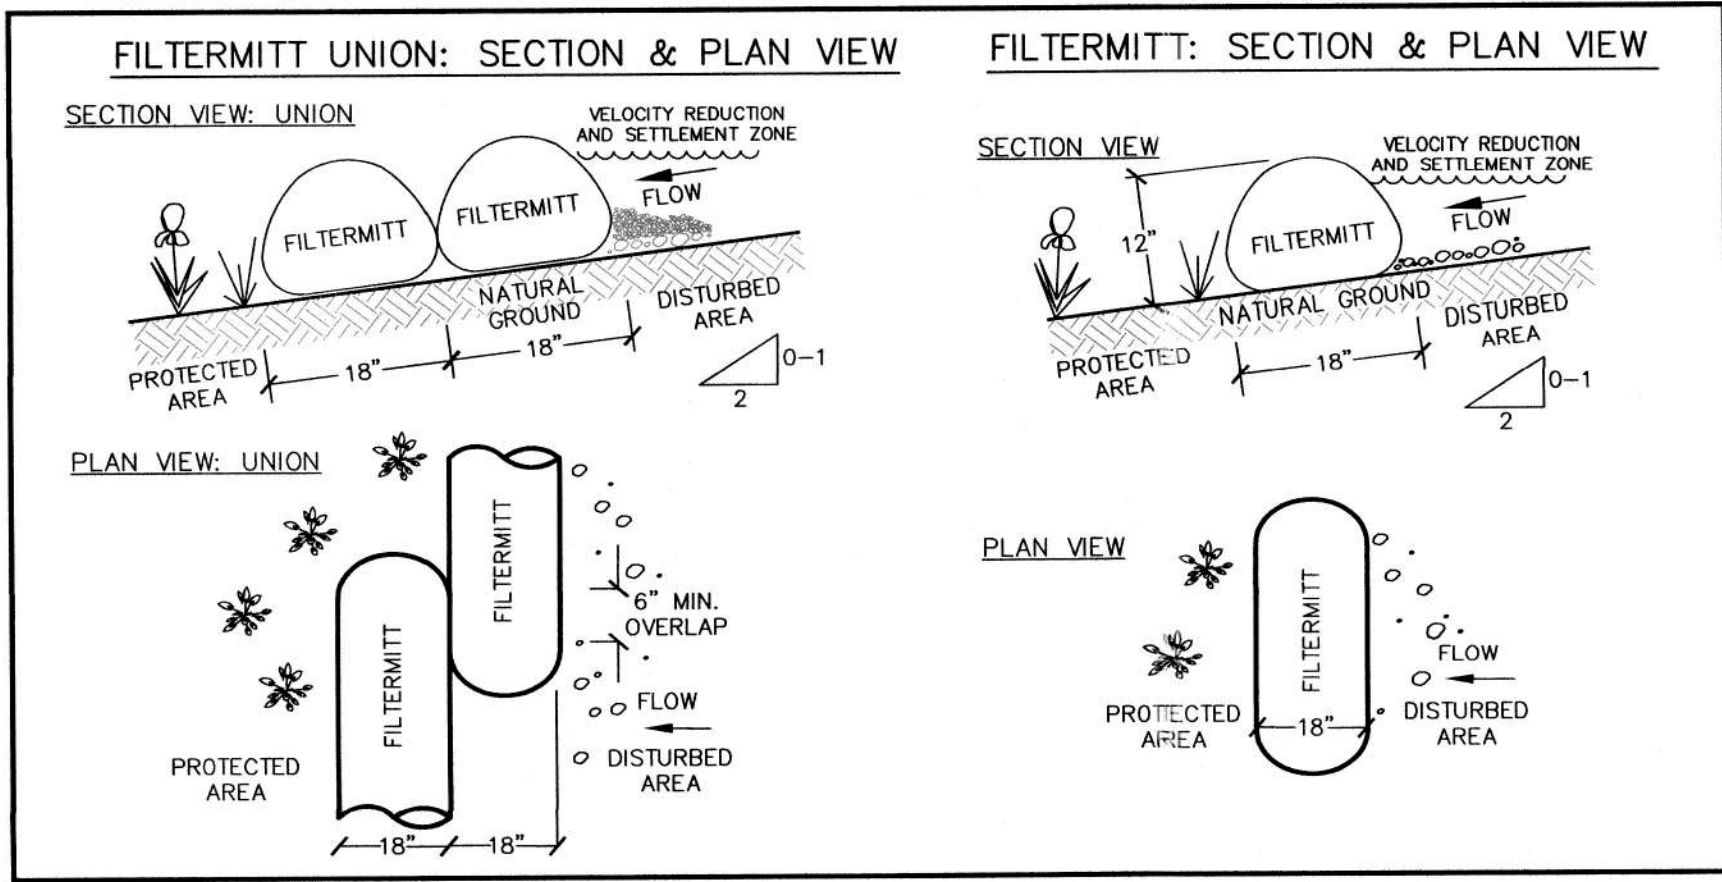 FILTERMITT UNION: SECTION & PLAN VIEW
SECTION VIEW: UNION
VELOCITY REDUCTION
AND SETTLEMENT ZONE
FLOW
FILTERMITT
FILTERMITT
NATURAL
GROUND
DISTURBED
AREA
PROTECTED
AREA
18"
18"
0-1
2
PLAN VIEW: UNION
FILTERMITT
FILTERMITT
6" MIN.
OVERLAP
FLOW
DISTURBED
AREA
PROTECTED
AREA
18"
18"
FILTERMITT: SECTION & PLAN VIEW
SECTION VIEW
VELOCITY REDUCTION
AND SETTLEMENT ZONE
FLOW
12"
FILTERMITT
NATURAL GROUND
DISTURBED
AREA
PROTECTED
AREA
18"
0-1
2
PLAN VIEW
FILTERMITT
FLOW
PROTECTED
AREA
18"
DISTURBED
AREA